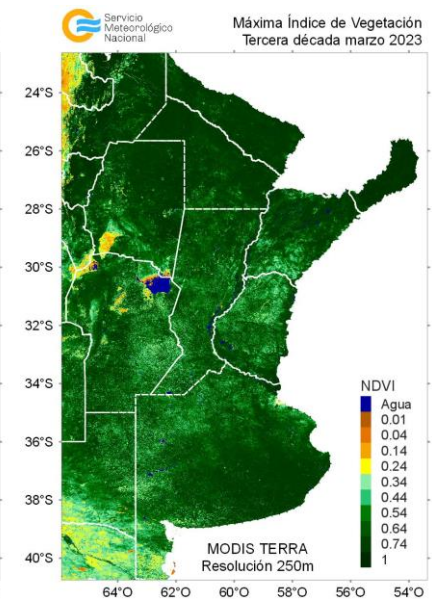 Servicio
Meteorológico
Nacional
Máxima Índice de Vegetación
Tercera década marzo 2023
24°S
26°S
28°S
30°S
32°S
34°S
36°S
38°S
40°S
NDVI
Agua
0.01
0.04
0.14
0.24
0.34
0.44
0.54
0.64
0.74
1
MODIS TERRA
Resolución 250m
64°O 62°O 60°O 58°O 56°O 54°O